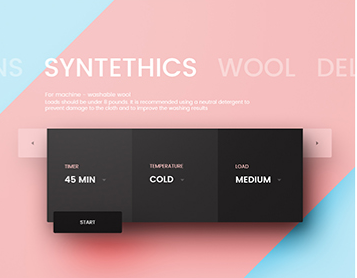 NS SYNTETHICS WOOL DEL
For machine - washable wool
Loads should be under 8 pounds. It is recommended using a neutral detergent to
prevent damage to the cloth and to improve the washing results
TIMER TEMPERATURE LOAD
45 MIN COLD MEDIUM
START